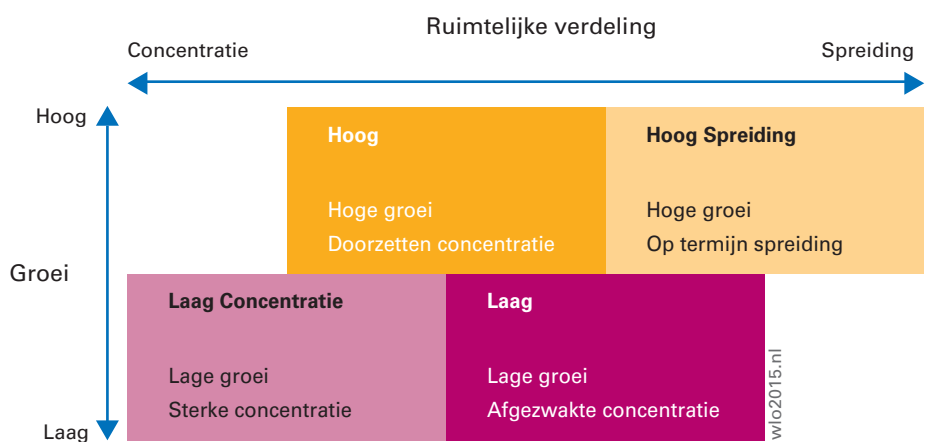 Ruimtelijke verdeling
Concentratie
Spreiding
Hoog
Groei
Laag
Hoog
Hoge groei
Doorzetten concentratie
Hoog Spreiding
Hoge groei
Op termijn spreiding
Laag Concentratie
Lage groei
Sterke concentratie
Laag
Lage groei
Afgezwakte concentratie
wlo2015.nl